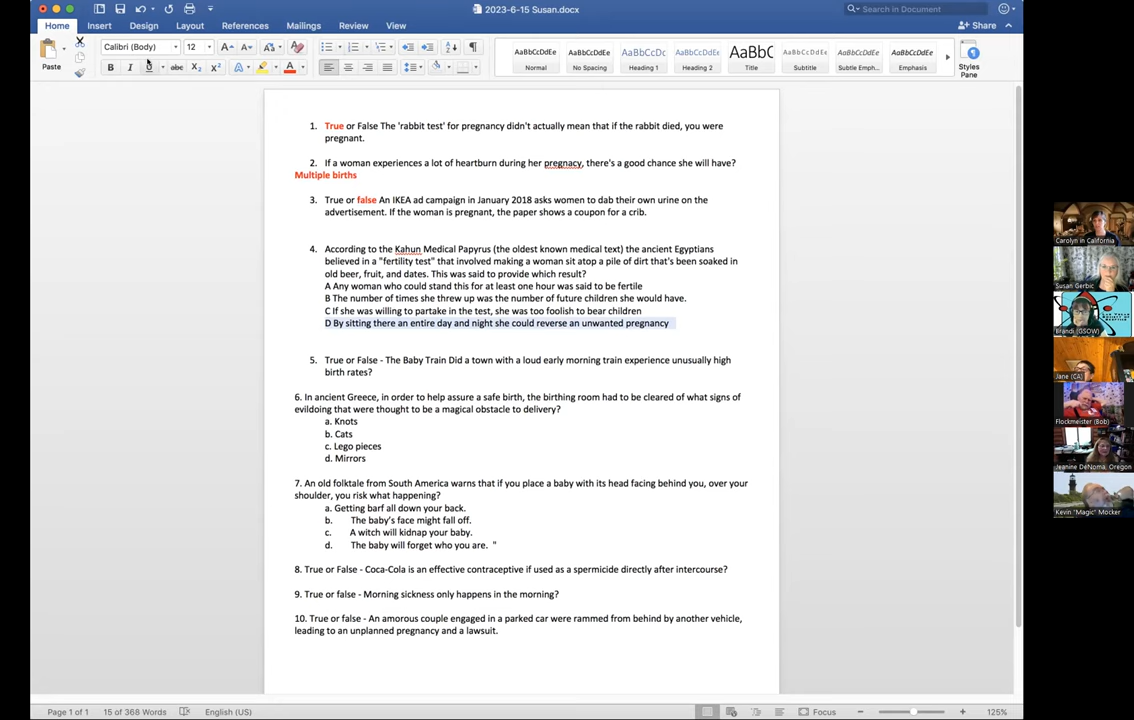 2023-6-15 Susan.docx
Search in Document
Home Insert Design Layout References Mailings Review View
Share
Paste
Calibri (Body) 12
AaBbCcDdEe AaBbCcDdEe AaBbCcDc AaBbCcDdEe AaBbC AaBbCcDdEe AaBbCcDdEe AaBbCcDdEe
Normal No Spacing Heading 1 Heading 2 Title Subtitle Subtle Emph... Emphasis
Styles
Pane
1. True or False The 'rabbit test' for pregnancy didn't actually mean that if the rabbit died, you were
pregnant.
2. If a woman experiences a lot of heartburn during her pregnacy, there's a good chance she will have?
Multiple births
3. True or false An IKEA ad campaign in January 2018 asks women to dab their own urine on the
advertisement. If the woman is pregnant, the paper shows a coupon for a crib.
4. According to the Kahun Medical Papyrus (the oldest known medical text) the ancient Egyptians
believed in a "fertility test" that involved making a woman sit atop a pile of dirt that's been soaked in
old beer, fruit, and dates. This was said to provide which result?
A Any woman who could stand this for at least one hour was said to be fertile
B The number of times she threw up was the number of future children she would have.
C If she was willing to partake in the test, she was too foolish to bear children
D By sitting there an entire day and night she could reverse an unwanted pregnancy
5. True or False - The Baby Train Did a town with a loud early morning train experience unusually high
birth rates?
6. In ancient Greece, in order to help assure a safe birth, the birthing room had to be cleared of what signs of
evildoing that were thought to be a magical obstacle to delivery?
a. Knots
b. Cats
c. Lego pieces
d. Mirrors
7. An old folktale from South America warns that if you place a baby with its head facing behind you, over your
shoulder, you risk what happening?
a. Getting barf all down your back.
b. The baby's face might fall off.
c. A witch will kidnap your baby.
d. The baby will forget who you are. "
8. True or False - Coca-Cola is an effective contraceptive if used as a spermicide directly after intercourse?
9. True or false - Morning sickness only happens in the morning?
10. True or false - An amorous couple engaged in a parked car were rammed from behind by another vehicle,
leading to an unplanned pregnancy and a lawsuit.
Page 1 of 1 15 of 368 Words English (US) Focus 125%
Carolyn in California
Susan Gerbic
Brandi (GSOW)
Jane (CA)
Flockmeister (Bob)
Jeanine DeNoma, Oregon
Kevin "Magic" Mocker